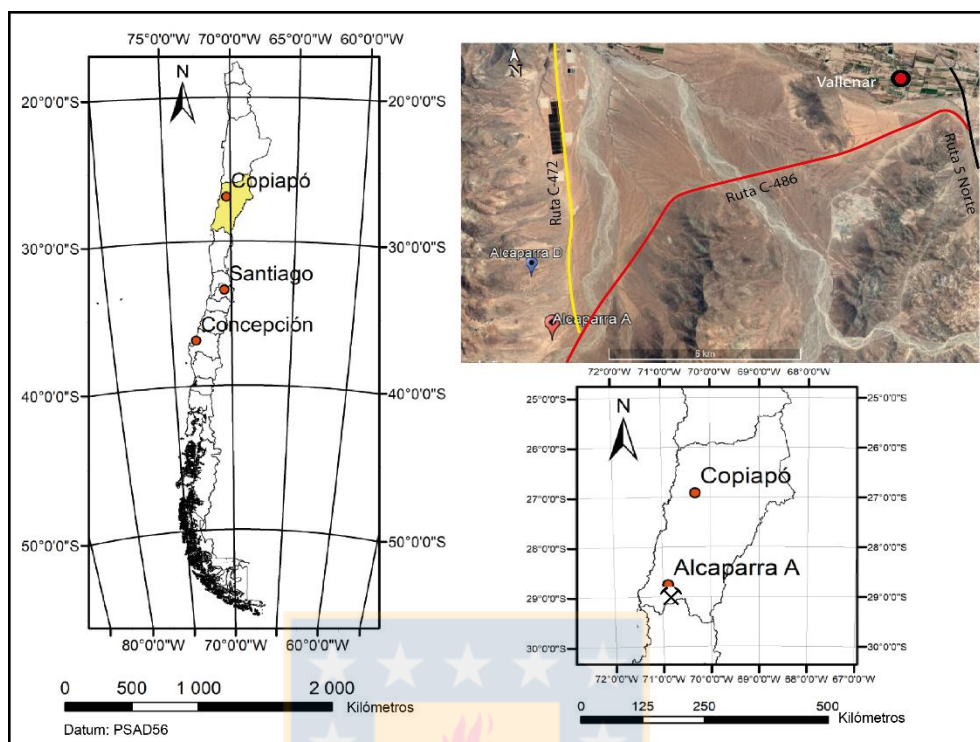 75°0'0"W 70°0'0"W 65°0'0"W 60°0'0"W
N
20°0'0"S 20°0'0"S
Copiapó
30°0'0"S 30°0'0"S
Santiago
Concepción
40°0'0"S 40°0'0"S
50°0'0"S 50°0'0"S
80°0'0"W 70°0'0"W 60°0'0"W
0 500 1 000 2 000
Kilómetros
Datum: PSAD56
N
Vallenar
Ruta C-472
Ruta C-486
Ruta 5 Norte
Alcaparra D
Alcaparra A
6 km
72°0'0"W 71°0'0"W 70°0'0"W 69°0'0"W 68°0'0"W
25°0'0"S 25°0'0"S
N
26°0'0"S 26°0'0"S
Copiapó
27°0'0"S 27°0'0"S
28°0'0"S 28°0'0"S
Alcaparra A
29°0'0"S 29°0'0"S
30°0'0"S 30°0'0"S
72°0'0"W 71°0'0"W 70°0'0"W 69°0'0"W 68°0'0"W 67°0'0"W
0 125 250 500
Kilómetros